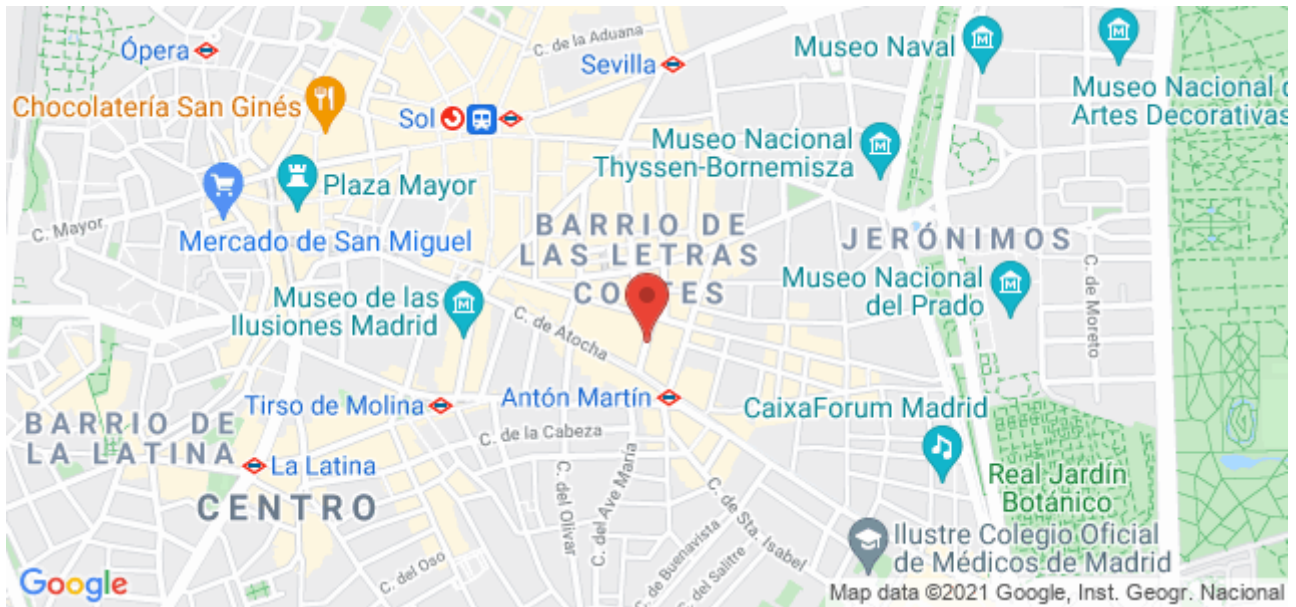 C. de la Aduana
Ópera
Sevilla
Museo Naval
Museo Nacional d
Artes Decorativas
Chocolatería San Ginés
Sol
Museo Nacional
Thyssen-Bornemisza
Plaza Mayor
C. Mayor
Mercado de San Miguel
BARRIO DE
LAS LETRAS
JERÓNIMOS
CO TES
Museo Nacional
del Prado
C. de Moreto
Museo de las
Ilusiones Madrid
C. de Atocha
Antón Martín
Tirso de Molina
CaixaForum Madrid
BARRIO DE
LA LATINA
La Latina
C. de la Cabeza
C. del Olivar
C. del Ave María
CENTRO
Real Jardín
Botánico
C. de Sta. Isabel
Ilustre Colegio Oficial
de Médicos de Madrid
C. del Oso
C. de Buenavista
C. del Salitre
Google
Map data ©2021 Google, Inst. Geogr. Nacional